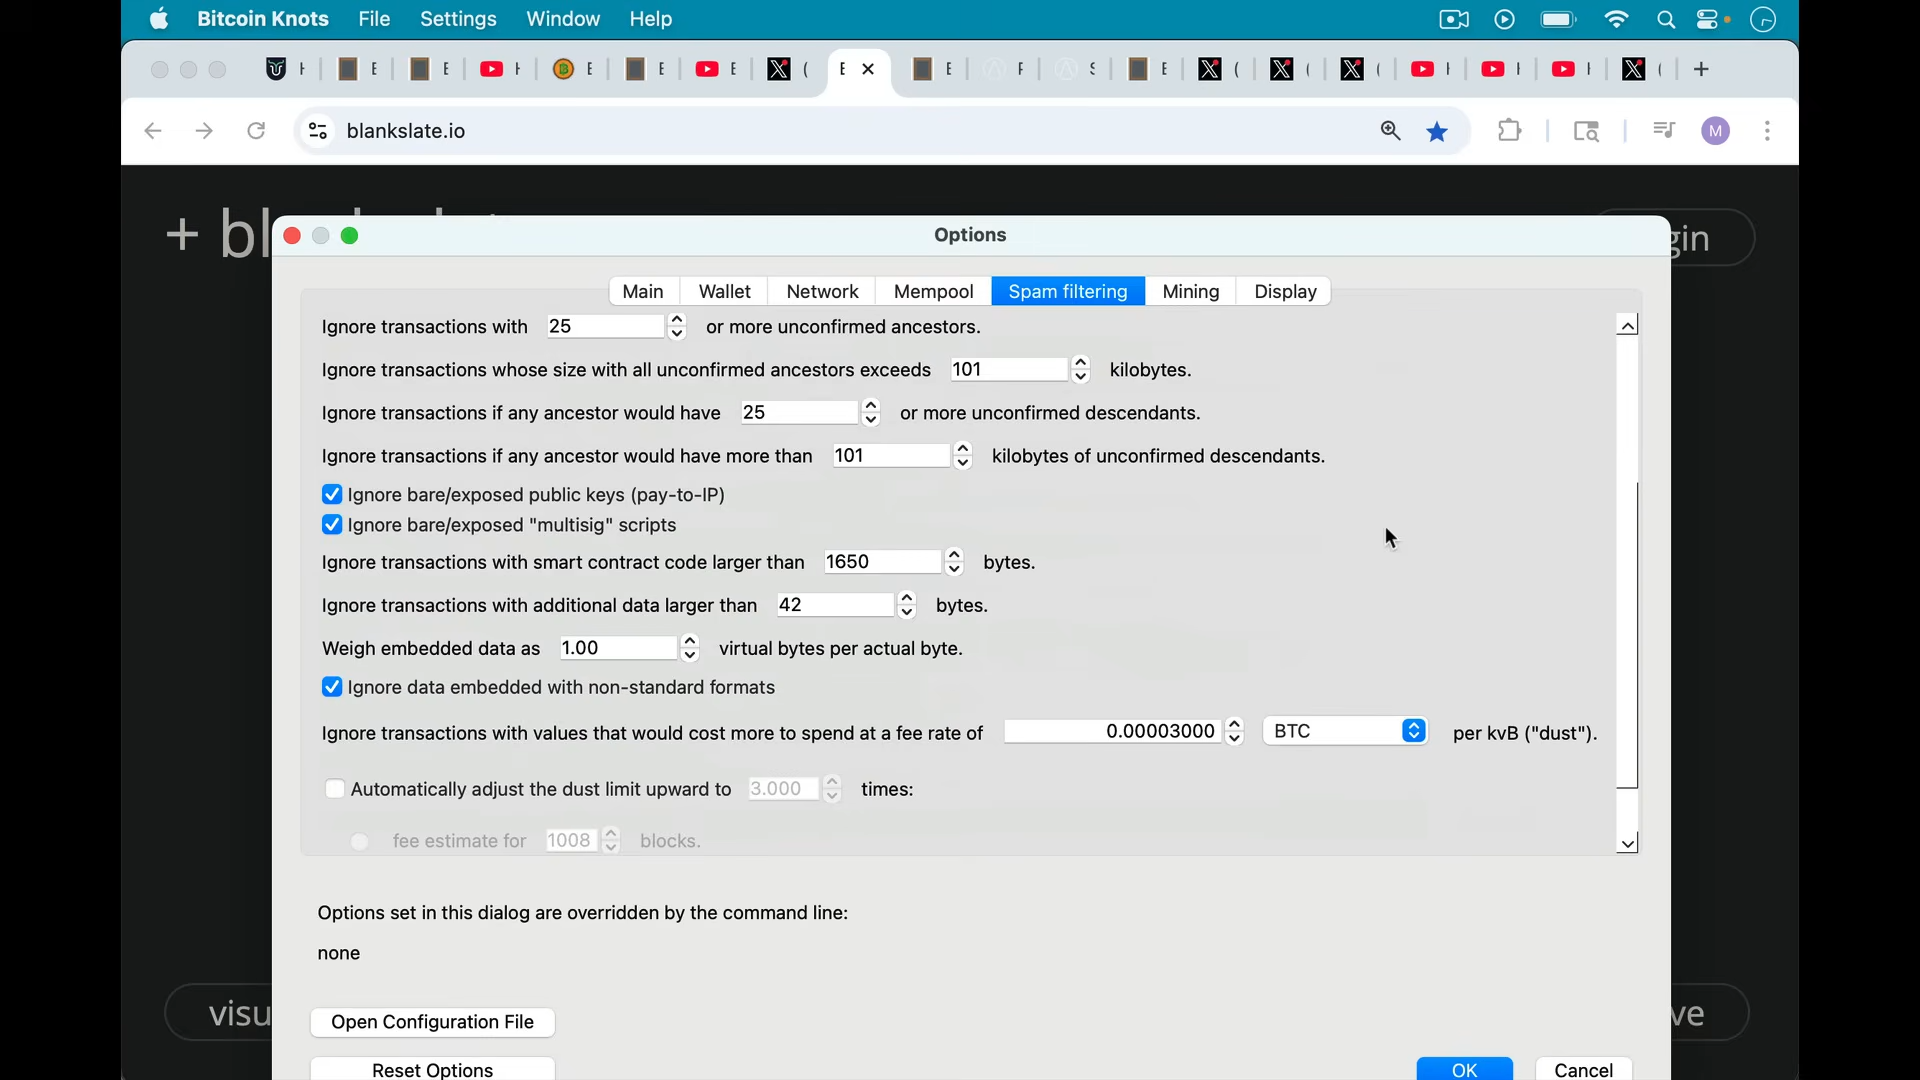 Bitcoin Knots File Settings Window Help
blankslate.io
M
+ bl
gin
Options
Main Wallet Network Mempool Spam filtering Mining Display
Ignore transactions with 25 or more unconfirmed ancestors.
Ignore transactions whose size with all unconfirmed ancestors exceeds 101 kilobytes.
Ignore transactions if any ancestor would have 25 or more unconfirmed descendants.
Ignore transactions if any ancestor would have more than 101 kilobytes of unconfirmed descendants.
Ignore bare/exposed public keys (pay-to-IP)
Ignore bare/exposed "multisig" scripts
Ignore transactions with smart contract code larger than 1650 bytes.
Ignore transactions with additional data larger than 42 bytes.
Weigh embedded data as 1.00 virtual bytes per actual byte.
Ignore data embedded with non-standard formats
Ignore transactions with values that would cost more to spend at a fee rate of 0.00003000 BTC per kvB ("dust").
Automatically adjust the dust limit upward to 3.000 times:
fee estimate for 1008 blocks.
Options set in this dialog are overridden by the command line:
none
visu
ve
Open Configuration File
Reset Options OK Cancel